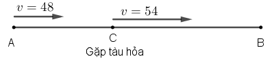 v = 48
v = 54
A
C
B
Gặp tàu hỏa